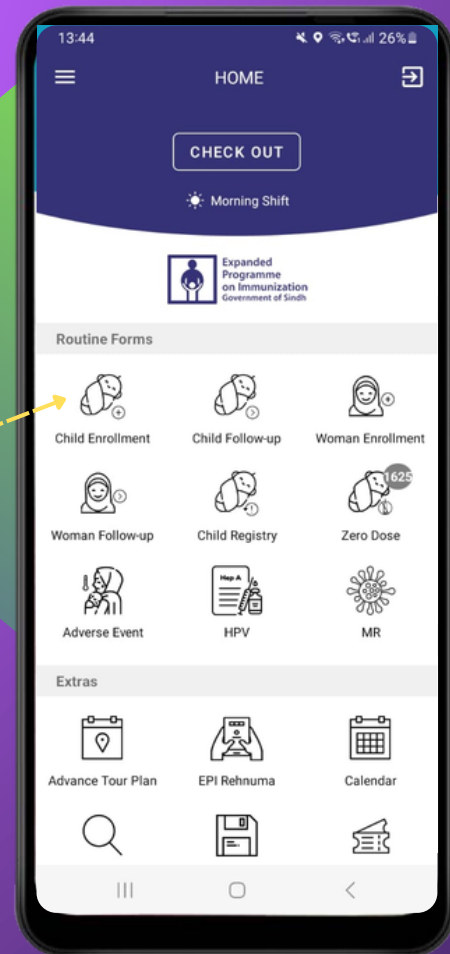 13:44
26%
HOME
CHECK OUT
Morning Shift
Expanded
Programme
on Immunization
Government of Sindh
Routine Forms
Child Enrollment
Child Follow-up
Woman Enrollment
1625
Woman Follow-up
Child Registry
Zero Dose
Hep A
Adverse Event
HPV
MR
Extras
Advance Tour Plan
EPI Rehnuma
Calendar